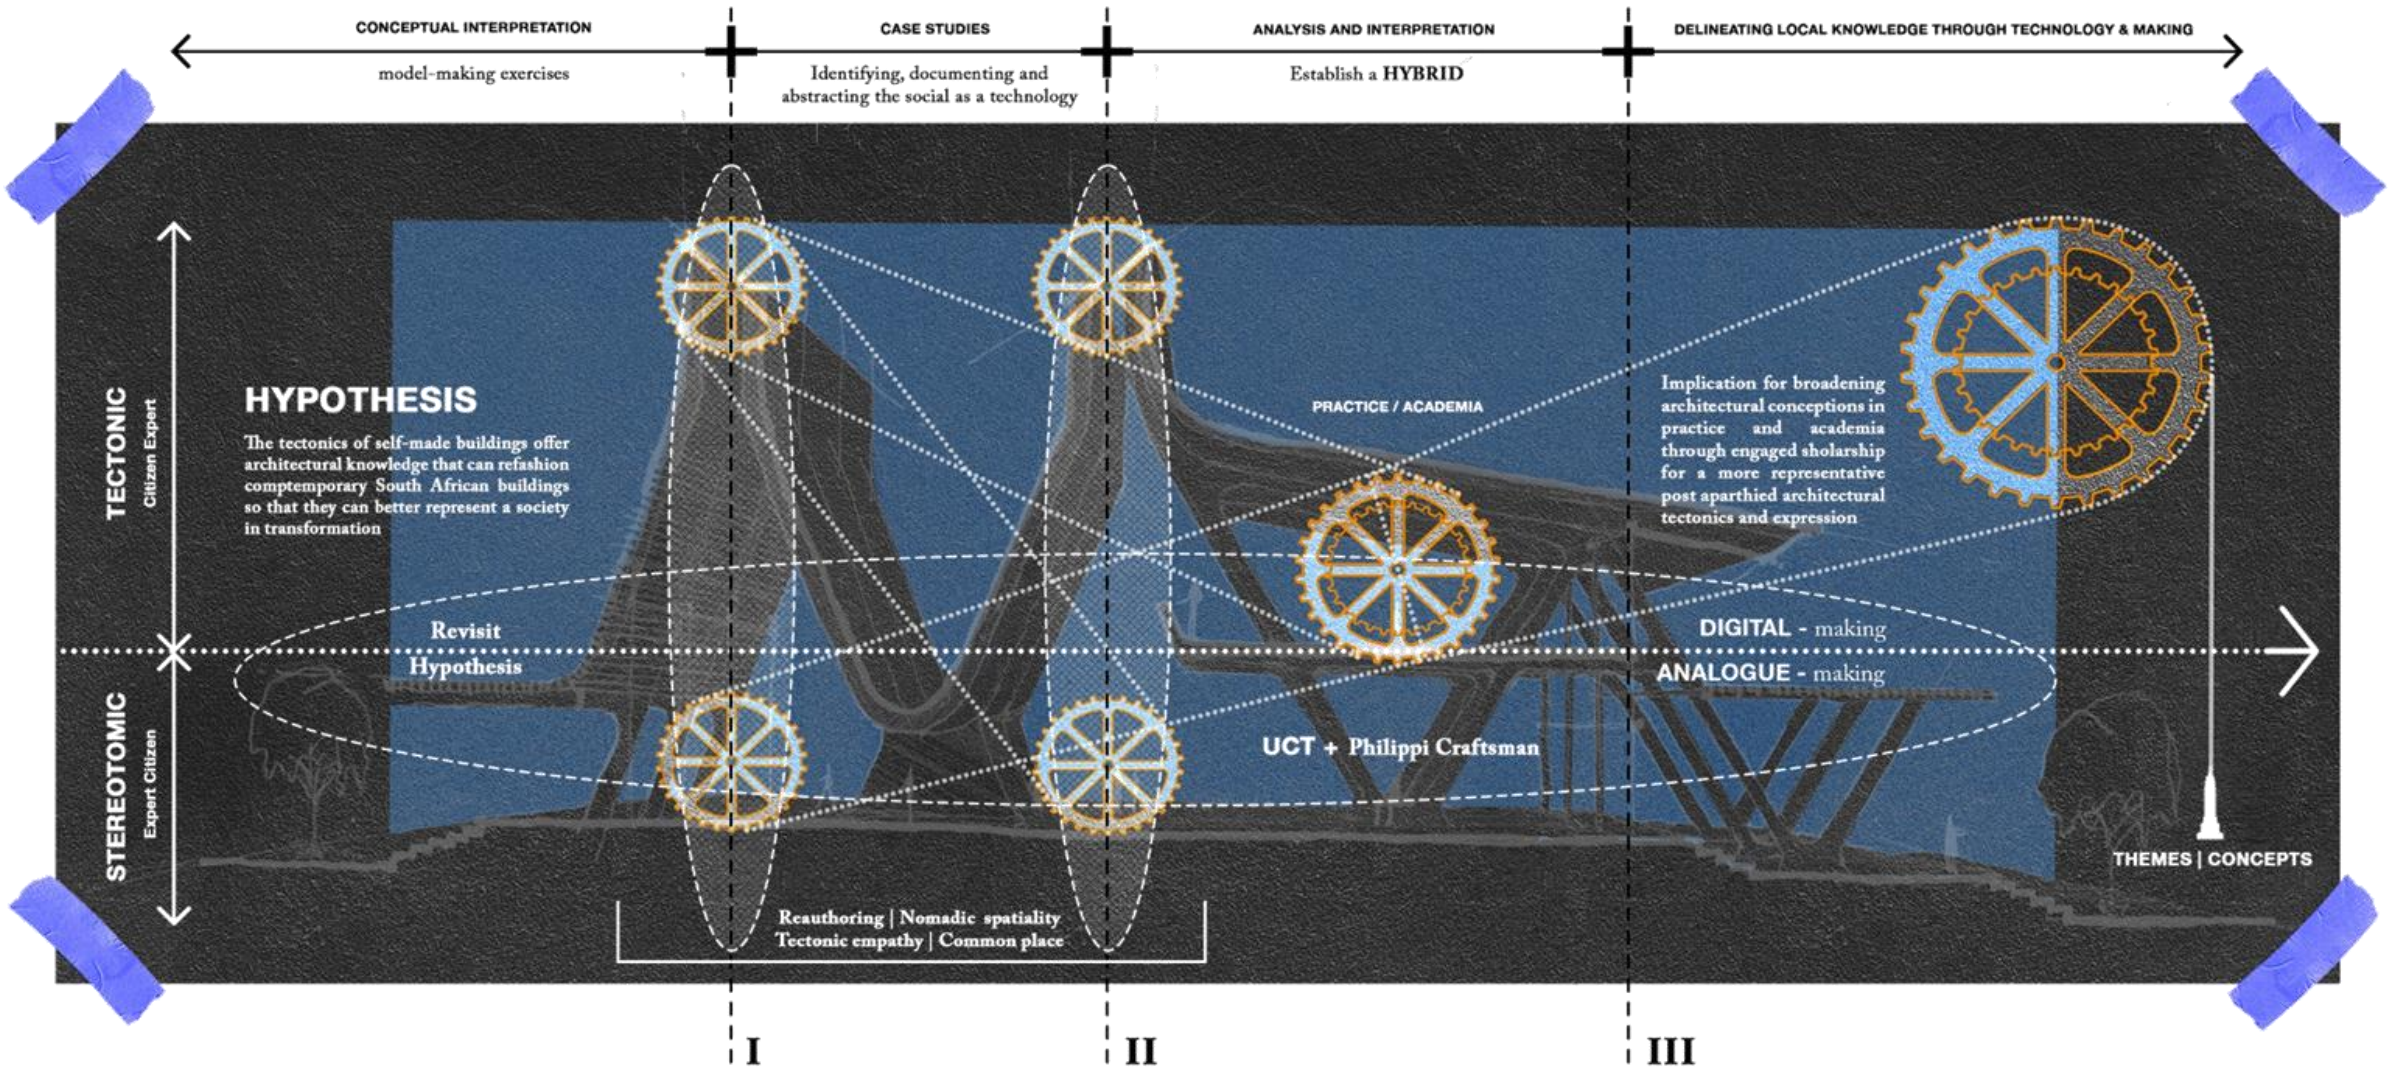 CONCEPTUAL INTERPRETATION
model-making exercises
CASE STUDIES
Identifying, documenting and
abstracting the social as a technology
ANALYSIS AND INTERPRETATION
Establish a HYBRID
DELINEATING LOCAL KNOWLEDGE THROUGH TECHNOLOGY & MAKING
TECTONIC
Citizen Expert
STEREOTOMIC
Expert Citizen
HYPOTHESIS
The tectonics of self-made buildings offer
architectural knowledge that can refashion
comptemporary South African buildings
so that they can better represent a society
in transformation
Revisit
Hypothesis
PRACTICE / ACADEMIA
Implication for broadening
architectural conceptions in
practice and academia
through engaged sholarship
for a more representative
post aparthied architectural
tectonics and expression
DIGITAL - making
ANALOGUE - making
UCT + Philippi Craftsman
THEMES | CONCEPTS
Reauthoring | Nomadic spatiality
Tectonic empathy | Common place
I
II
III